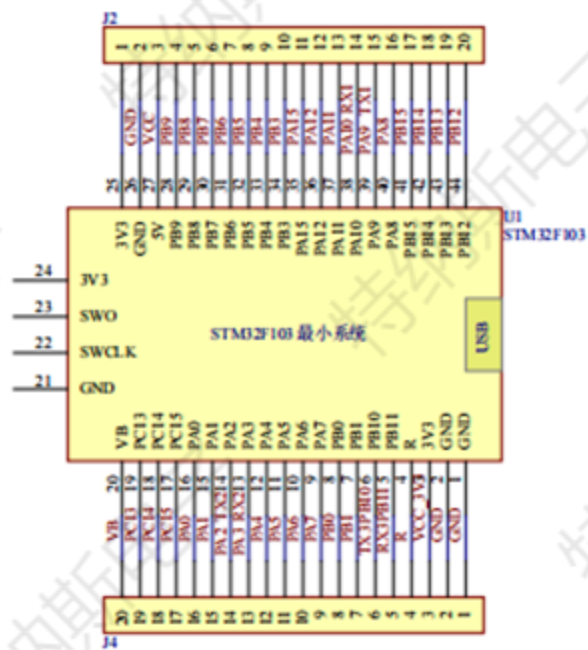 J2
1 2 3 4 5 6 7 8 9 10 11 12 13 14 15 16 17 18 19 20
GND VCC PB9 PB8 PB7 PB6 PB5 PB4 PB3 PA15 PA12 PA11 PA10 RX1 PA9 TX1 PA8 PB15 PB14 PB13 PB12
25 26 27 28 29 30 31 32 33 34 35 36 37 38 39 40 41 42 43 44
3V3 GND 5V PB9 PB8 PB7 PB6 PB5 PB4 PB3 PA15 PA12 PA11 PA10 PA9 PA8 PB15 PB14 PB13 PB12
U1
STM32F103
24 3V3
23 SWO
22 SWCLK
21 GND
STM32F103 最小系统
USB
VB PC13 PC14 PC15 PA0 PA1 PA2 PA3 PA4 PA5 PA6 PA7 PB0 PB1 PB10 PB11 R 3V3 GND GND
20 19 18 17 16 15 14 13 12 11 10 9 8 7 6 5 4 3 2 1
VB PC13 PC14 PC15 PA0 PA1 PA2 TX2 PA3 RX2 PA4 PA5 PA6 PA7 PB0 PB1 TX3PB10 RX3PB11 R VCC_3V3 GND GND
20 19 18 17 16 15 14 13 12 11 10 9 8 7 6 5 4 3 2 1
J4
特纳斯电子